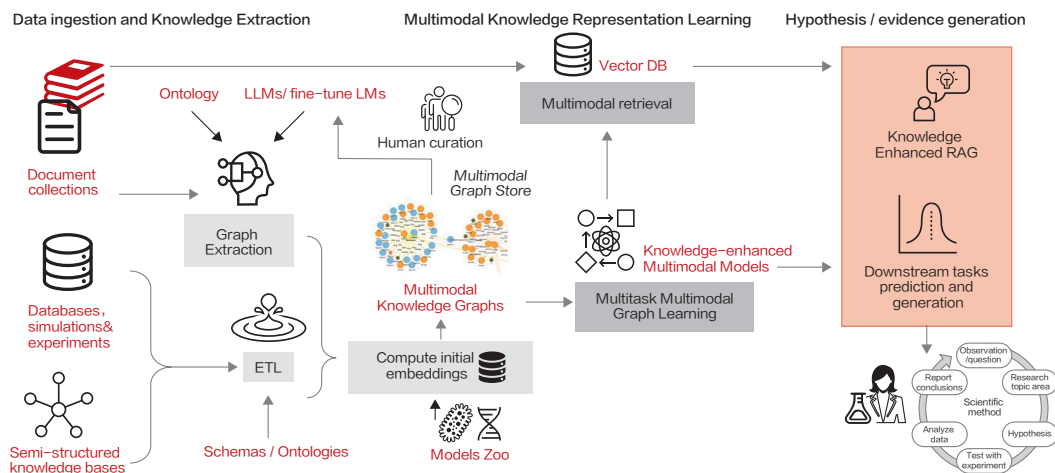 Data ingestion and Knowledge Extraction
Multimodal Knowledge Representation Learning
Hypothesis / evidence generation
Vector DB
Multimodal retrieval
Ontology
LLMs/ fine-tune LMs
Human curation
Document
collections
Multimodal
Graph Store
Graph
Extraction
Knowledge
Enhanced RAG
Knowledge-enhanced
Multimodal Models
Downstream tasks
prediction and
generation
Multimodal
Knowledge Graphs
Multitask Multimodal
Graph Learning
Databases,
simulations&
experiments
ETL
Compute initial
embeddings
Semi-structured
knowledge bases
Schemas / Ontologies
Models Zoo
Observation
/question
Research
topic area
Hypothesis
Test with
experiment
Analyze
data
Report
conclusions
Scientific
method